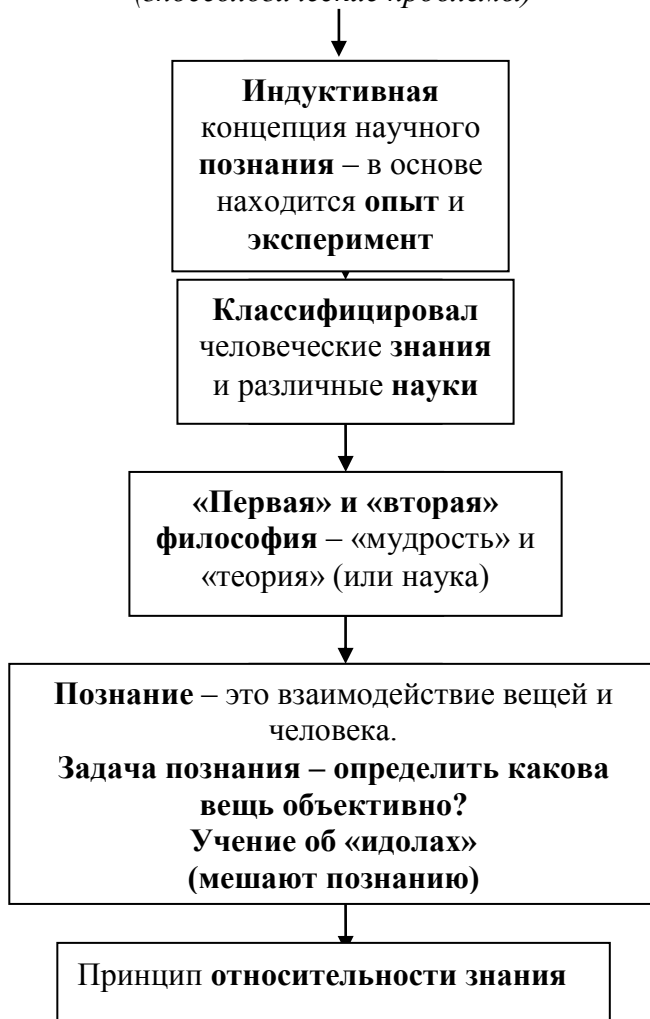 Индуктивная
концепция научного
познания – в основе
находится опыт и
эксперимент
Классифицировал
человеческие знания
и различные науки
«Первая» и «вторая»
философия – «мудрость» и
«теория» (или наука)
Познание – это взаимодействие вещей и
человека.
Задача познания – определить какова
вещь объективно?
Учение об «идолах»
(мешают познанию)
Принцип относительности знания